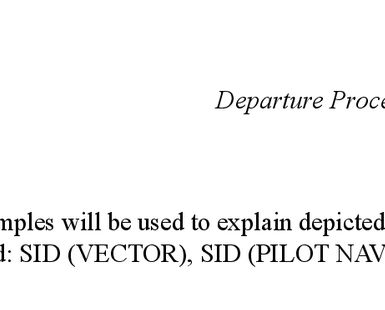 Departure Proce
mples will be used to explain depicted
d: SID (VECTOR), SID (PILOT NAV